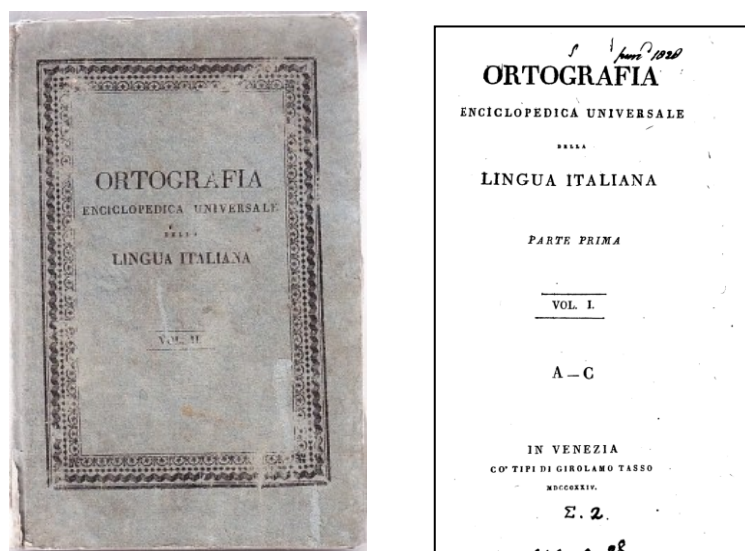 ORTOGRAFIA
ENCICLOPEDICA UNIVERSALE
DELLA
LINGUA ITALIANA
VOL. II.
1828
ORTOGRAFIA
ENCICLOPEDICA UNIVERSALE
DELLA
LINGUA ITALIANA
PARTE PRIMA
VOL. I.
A — C
IN VENEZIA
CO' TIPI DI GIROLAMO TASSO
MDCCCXXIV.
Σ. 2.